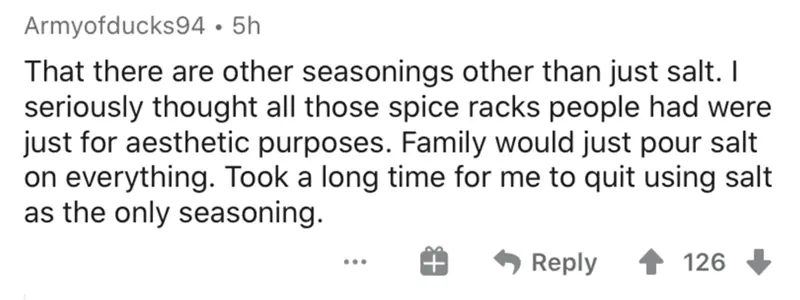 Armyofducks94 • 5h
That there are other seasonings other than just salt. I
seriously thought all those spice racks people had were
just for aesthetic purposes. Family would just pour salt
on everything. Took a long time for me to quit using salt
as the only seasoning.
... Reply 126